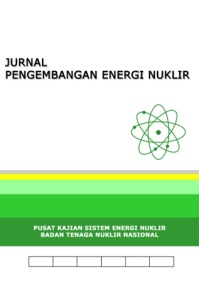 JURNAL
PENGEMBANGAN ENERGI NUKLIR
PUSAT KAJIAN SISTEM ENERGI NUKLIR
BADAN TENAGA NUKLIR NASIONAL